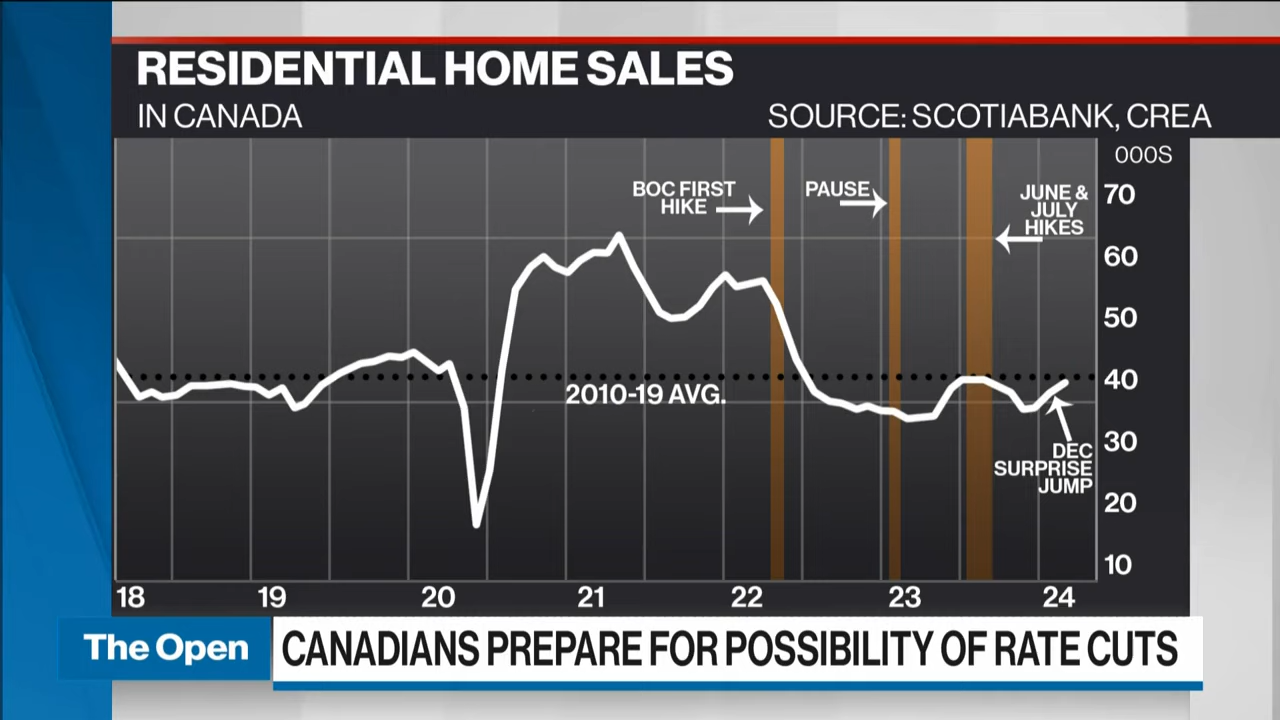 RESIDENTIAL HOME SALES
IN CANADA
SOURCE: SCOTIABANK, CREA
000S
BOC FIRST
HIKE
PAUSE
JUNE &
JULY
HIKES
70
60
50
40
30
20
10
2010-19 AVG.
DEC
SURPRISE
JUMP
18 19 20 21 22 23 24
The Open
CANADIANS PREPARE FOR POSSIBILITY OF RATE CUTS